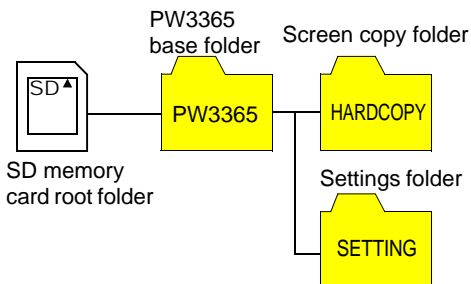 PW3365
base folder
Screen copy folder
SD
PW3365
HARDCOPY
SD memory
card root folder
Settings folder
SETTING